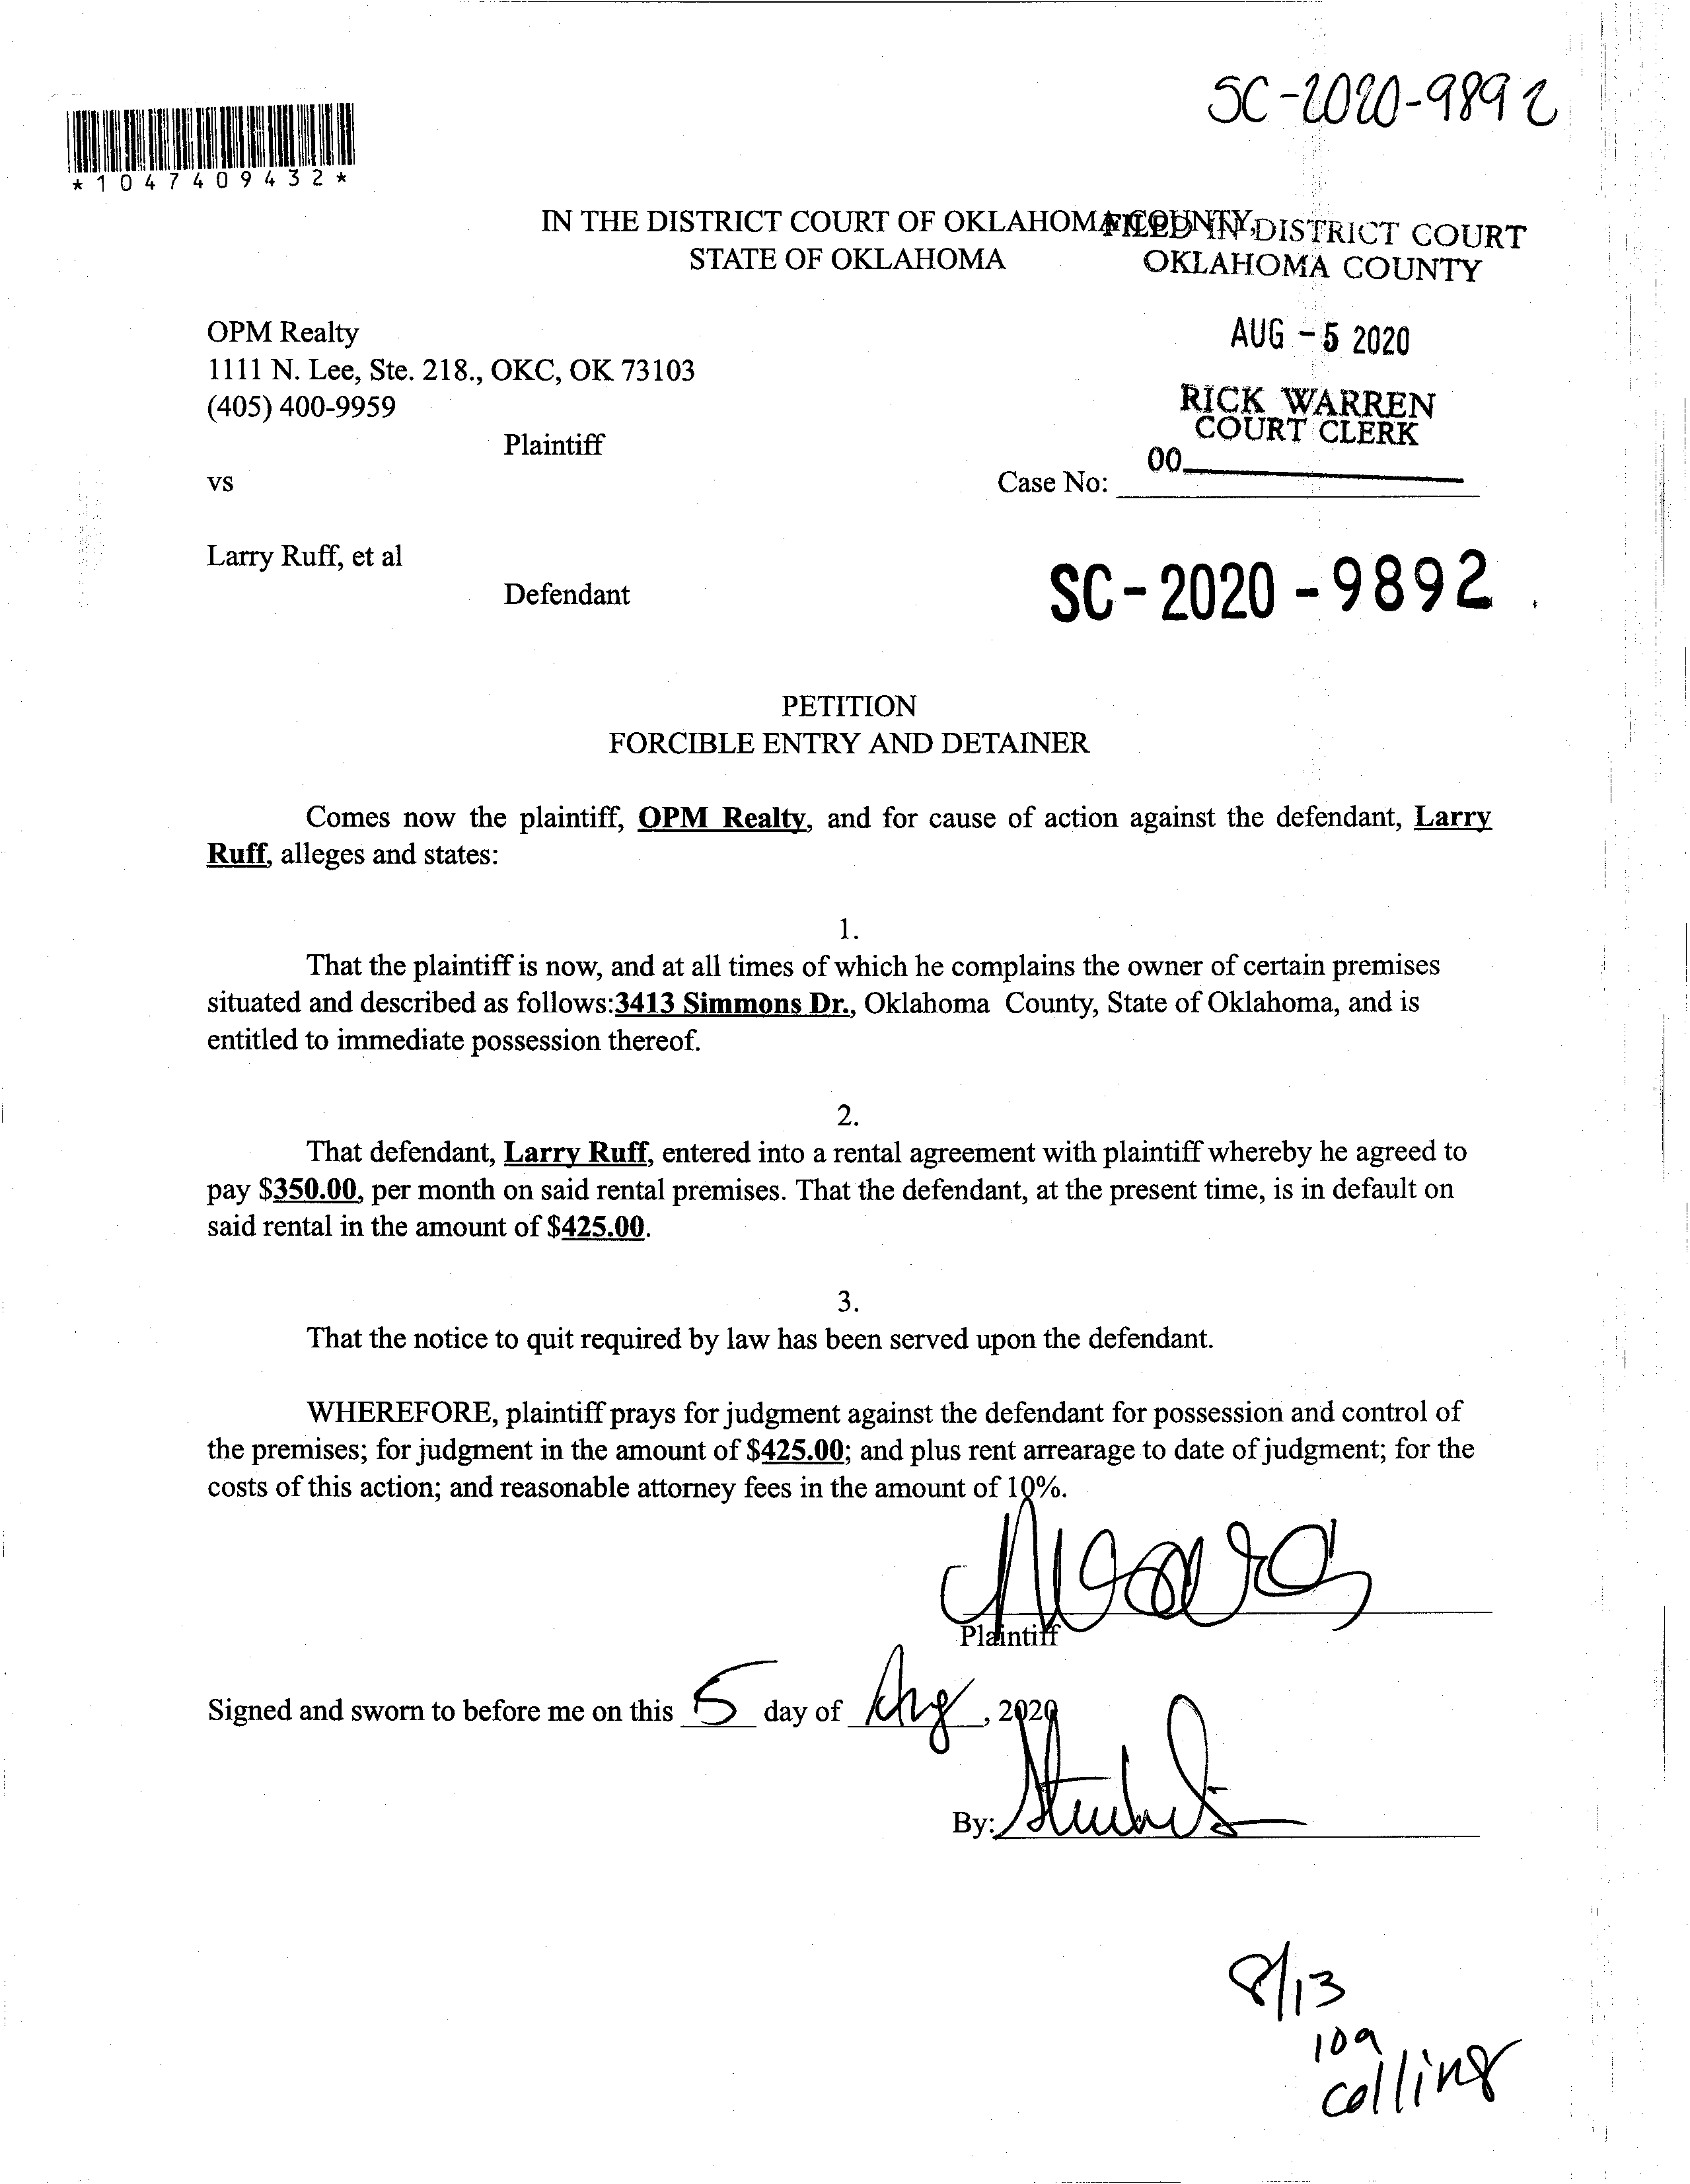 SC-2020-9892
*1047409432*
IN THE DISTRICT COURT OF OKLAHOMA COUNTY,
STATE OF OKLAHOMA
FILED IN DISTRICT COURT
OKLAHOMA COUNTY
AUG - 5 2020
RICK WARREN
COURT CLERK
00
OPM Realty
1111 N. Lee, Ste. 218., OKC, OK 73103
(405) 400-9959
Plaintiff
vs
Case No:
Larry Ruff, et al
Defendant
SC-2020-9892
PETITION
FORCIBLE ENTRY AND DETAINER
Comes now the plaintiff, OPM Realty, and for cause of action against the defendant, Larry
Ruff, alleges and states:
1.
That the plaintiff is now, and at all times of which he complains the owner of certain premises
situated and described as follows:3413 Simmons Dr., Oklahoma County, State of Oklahoma, and is
entitled to immediate possession thereof.
2.
That defendant, Larry Ruff, entered into a rental agreement with plaintiff whereby he agreed to
pay $350.00, per month on said rental premises. That the defendant, at the present time, is in default on
said rental in the amount of $425.00.
3.
That the notice to quit required by law has been served upon the defendant.
WHEREFORE, plaintiff prays for judgment against the defendant for possession and control of
the premises; for judgment in the amount of $425.00; and plus rent arrearage to date of judgment; for the
costs of this action; and reasonable attorney fees in the amount of 10%.
Plaintiff
Signed and sworn to before me on this 5 day of Aug, 2020
By:
8/13
10a
collins